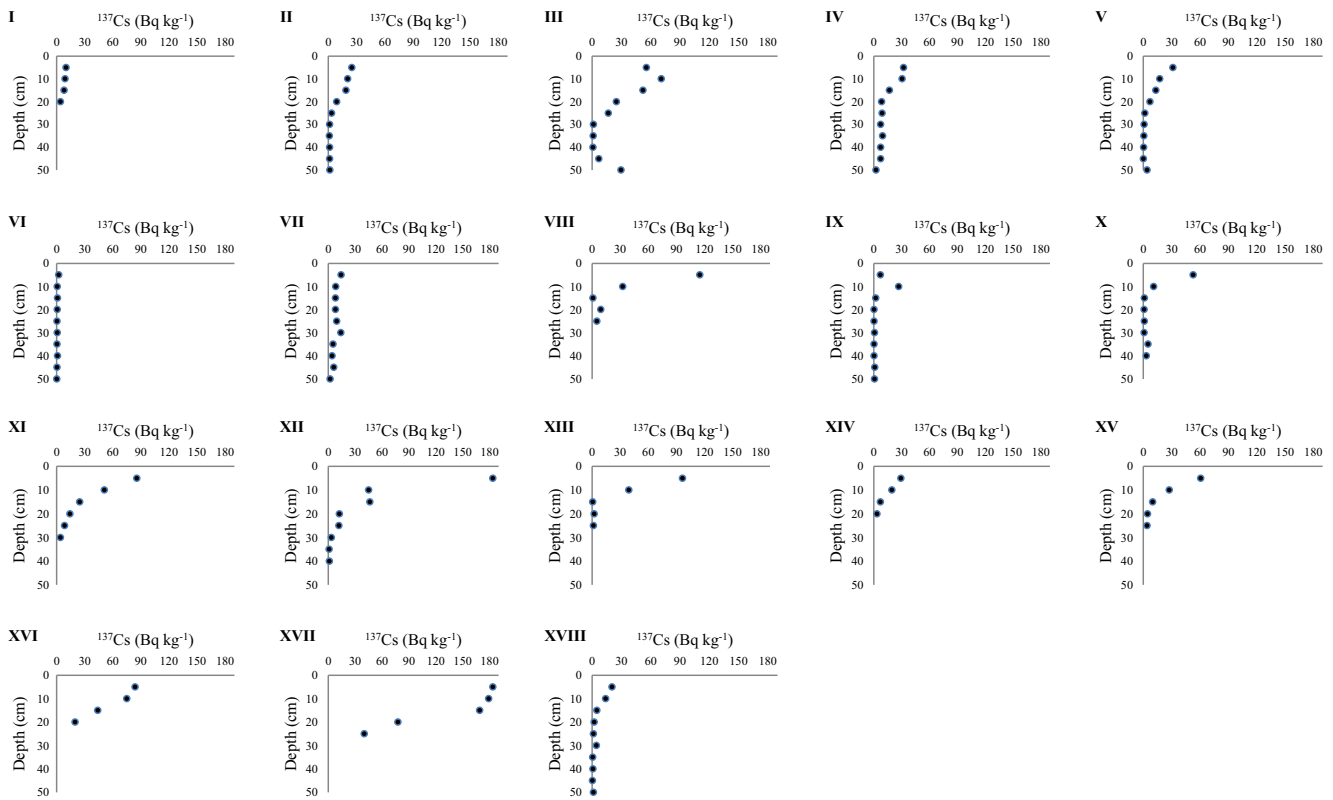 I ¹³⁷Cs (Bq kg⁻¹) II ¹³⁷Cs (Bq kg⁻¹) III ¹³⁷Cs (Bq kg⁻¹) IV ¹³⁷Cs (Bq kg⁻¹) V ¹³⁷Cs (Bq kg⁻¹)
0 30 60 90 120 150 180 0 30 60 90 120 150 180 0 30 60 90 120 150 180 0 30 60 90 120 150 180 0 30 60 90 120 150 180
Depth (cm) Depth (cm) Depth (cm) Depth (cm) Depth (cm)
0 0 0 0 0
10 10 10 10 10
20 20 20 20 20
30 30 30 30 30
40 40 40 40 40
50 50 50 50 50
VI ¹³⁷Cs (Bq kg⁻¹) VII ¹³⁷Cs (Bq kg⁻¹) VIII ¹³⁷Cs (Bq kg⁻¹) IX ¹³⁷Cs (Bq kg⁻¹) X ¹³⁷Cs (Bq kg⁻¹)
0 30 60 90 120 150 180 0 30 60 90 120 150 180 0 30 60 90 120 150 180 0 30 60 90 120 150 180 0 30 60 90 120 150 180
Depth (cm) Depth (cm) Depth (cm) Depth (cm) Depth (cm)
0 0 0 0 0
10 10 10 10 10
20 20 20 20 20
30 30 30 30 30
40 40 40 40 40
50 50 50 50 50
XI ¹³⁷Cs (Bq kg⁻¹) XII ¹³⁷Cs (Bq kg⁻¹) XIII ¹³⁷Cs (Bq kg⁻¹) XIV ¹³⁷Cs (Bq kg⁻¹) XV ¹³⁷Cs (Bq kg⁻¹)
0 30 60 90 120 150 180 0 30 60 90 120 150 180 0 30 60 90 120 150 180 0 30 60 90 120 150 180 0 30 60 90 120 150 180
Depth (cm) Depth (cm) Depth (cm) Depth (cm) Depth (cm)
0 0 0 0 0
10 10 10 10 10
20 20 20 20 20
30 30 30 30 30
40 40 40 40 40
50 50 50 50 50
XVI ¹³⁷Cs (Bq kg⁻¹) XVII ¹³⁷Cs (Bq kg⁻¹) XVIII ¹³⁷Cs (Bq kg⁻¹)
0 30 60 90 120 150 180 0 30 60 90 120 150 180 0 30 60 90 120 150 180
Depth (cm) Depth (cm) Depth (cm)
0 0 0
10 10 10
20 20 20
30 30 30
40 40 40
50 50 50